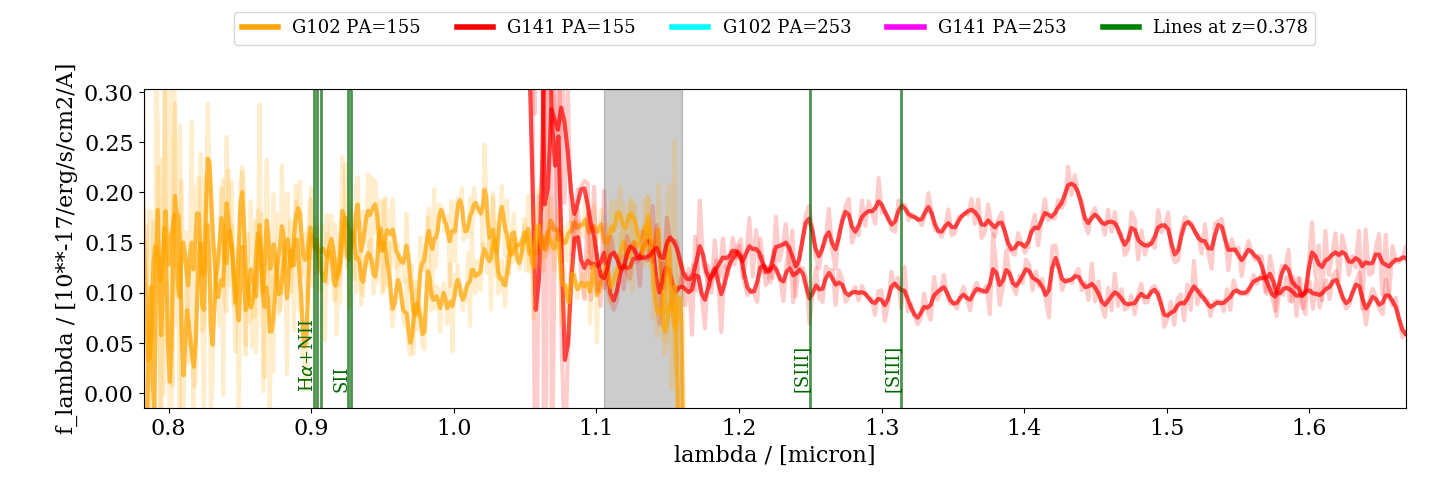 G102 PA=155 G141 PA=155 G102 PA=253 G141 PA=253 Lines at z=0.378
f_lambda / [10**-17/erg/s/cm2/A]
0.30
0.25
0.20
0.15
0.10
0.05
0.00
Hα+NII
SII
[SIII]
[SIII]
0.8 0.9 1.0 1.1 1.2 1.3 1.4 1.5 1.6
lambda / [micron]